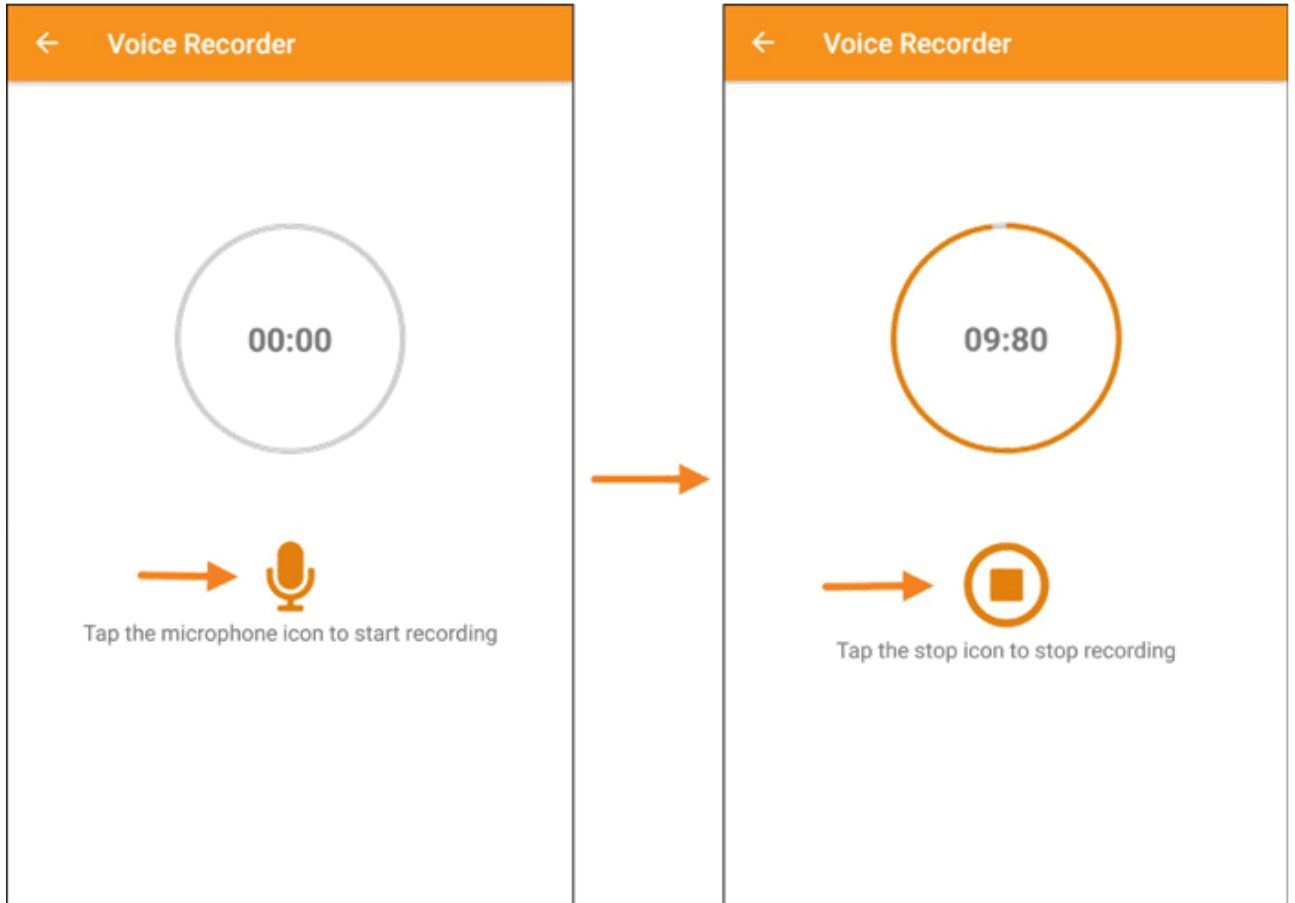 Voice Recorder
00:00
Tap the microphone icon to start recording
Voice Recorder
09:80
Tap the stop icon to stop recording